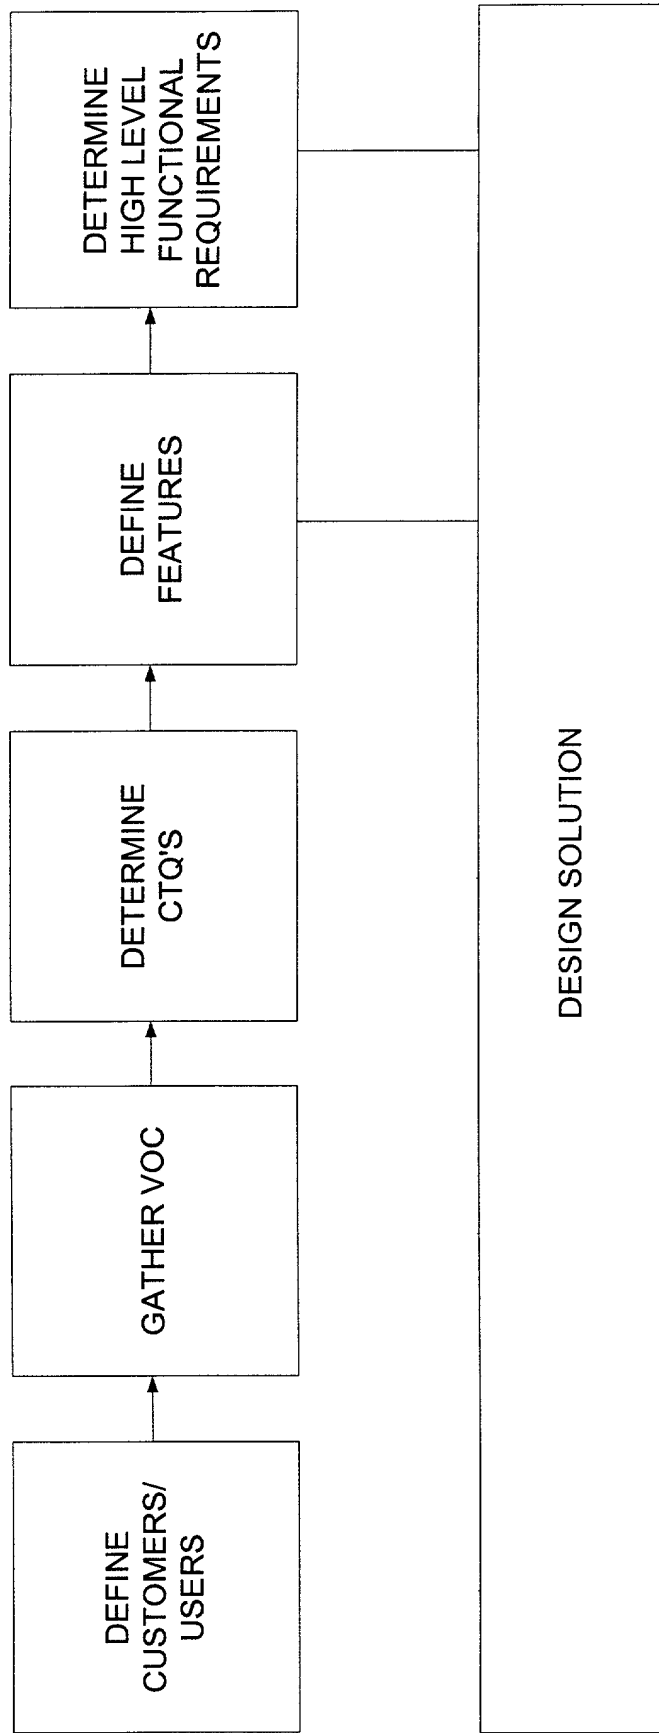 DEFINE
CUSTOMERS/
USERS
GATHER VOC
DETERMINE
CTQ'S
DEFINE
FEATURES
DETERMINE
HIGH LEVEL
FUNCTIONAL
REQUIREMENTS
DESIGN SOLUTION